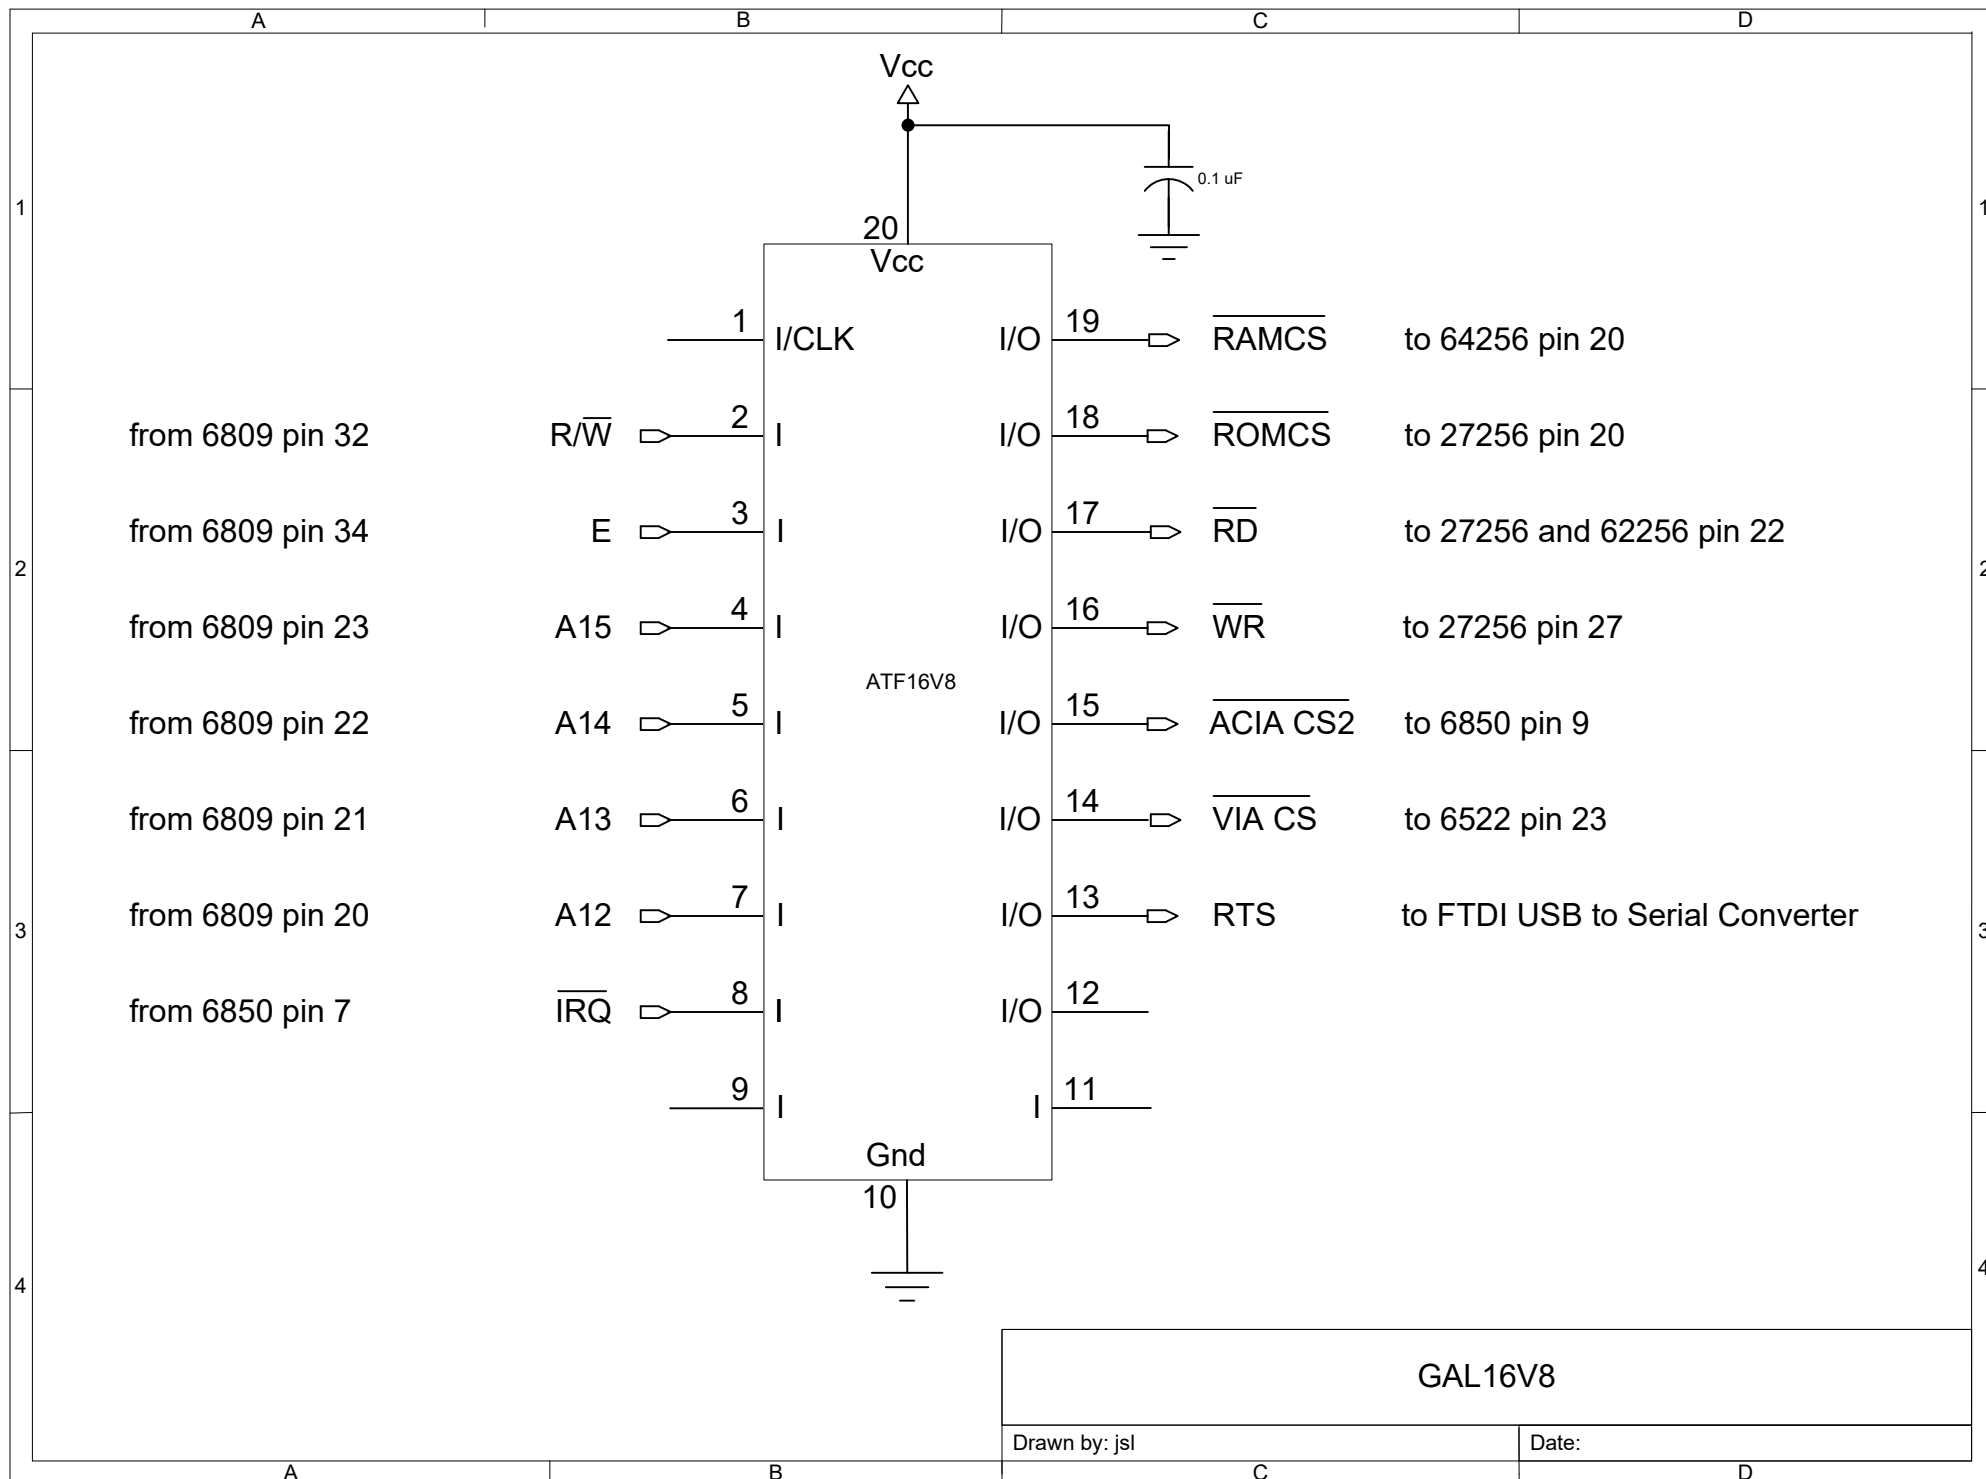 A B C D
Vcc
0.1 uF
1 1
20
Vcc
1 I/CLK I/O 19 RAMCS to 64256 pin 20
from 6809 pin 32 R/W 2 I I/O 18 ROMCS to 27256 pin 20
from 6809 pin 34 E 3 I I/O 17 RD to 27256 and 62256 pin 22
2 2
from 6809 pin 23 A15 4 I I/O 16 WR to 27256 pin 27
ATF16V8
from 6809 pin 22 A14 5 I I/O 15 ACIA CS2 to 6850 pin 9
from 6809 pin 21 A13 6 I I/O 14 VIA CS to 6522 pin 23
from 6809 pin 20 A12 7 I I/O 13 RTS to FTDI USB to Serial Converter
3 3
from 6850 pin 7 IRQ 8 I I/O 12
9 I I 11
Gnd
10
4 4
GAL16V8
Drawn by: jsl Date:
A B C D